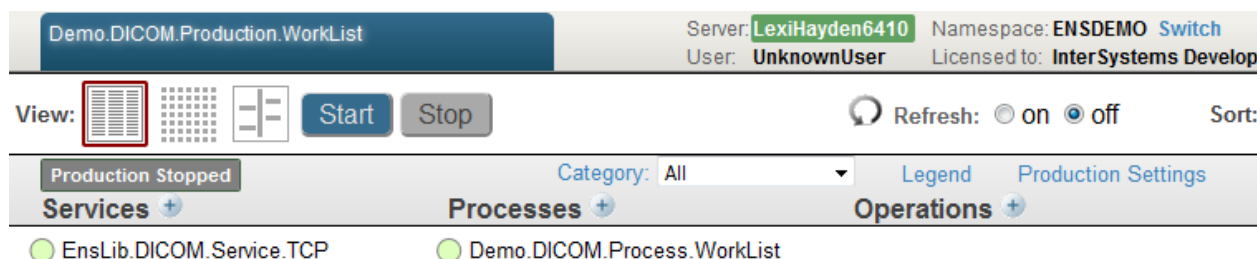 Demo.DICOM.Production.WorkList
Server: LexiHayden6410 Namespace: ENSDEMO Switch
User: UnknownUser Licensed to: InterSystems Develop
View: Start Stop Refresh: on off Sort:
Production Stopped Category: All Legend Production Settings
Services + Processes + Operations +
EnsLib.DICOM.Service.TCP Demo.DICOM.Process.WorkList